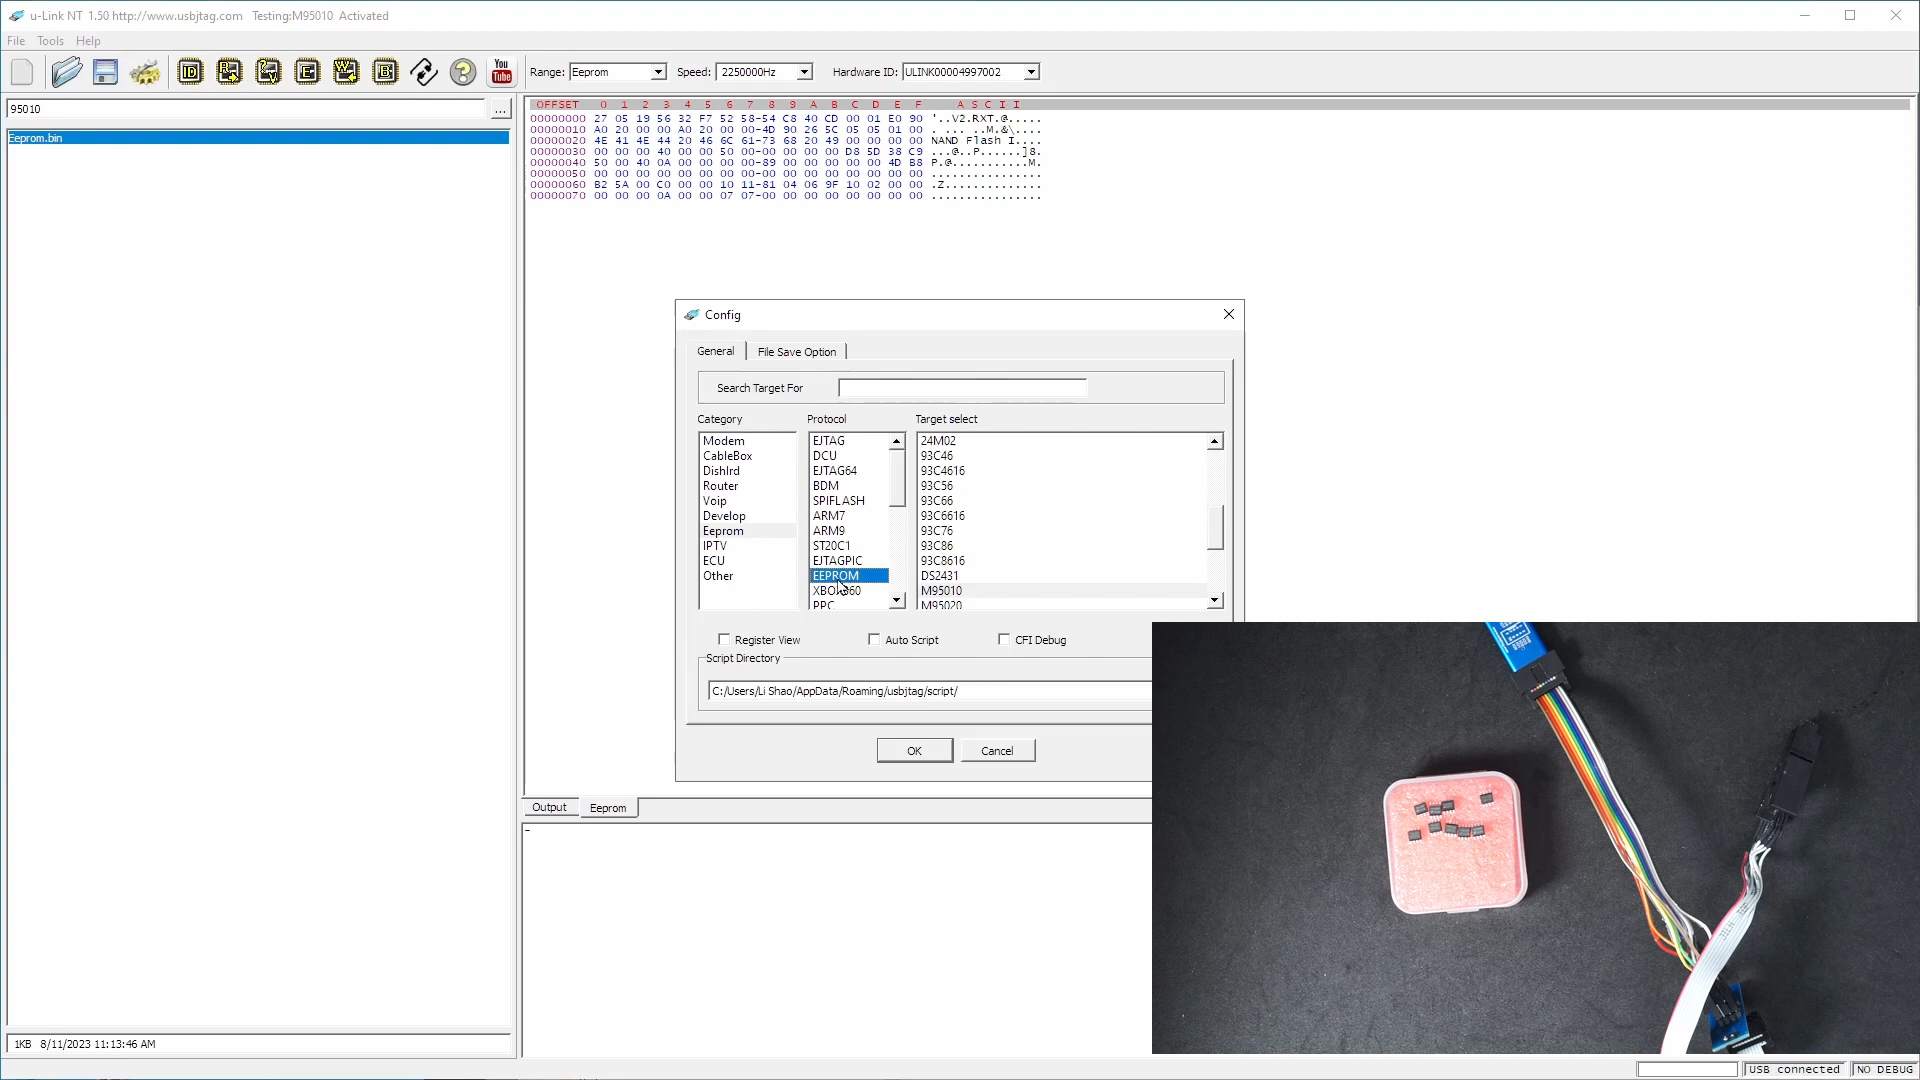 u-Link NT 1.50 http://www.usbjtag.com Testing:M95010 Activated
File Tools Help
ID R V E W B ? You Tube
Range: Eeprom Speed: 2250000Hz Hardware ID: ULINK00004997002
95010 ...
Eeprom.bin
OFFSET 0 1 2 3 4 5 6 7 8 9 A B C D E F A S C I I
00000000 27 05 19 56 32 F7 52 58-54 C8 40 CD 00 01 E0 90 '..V2.RXT.@.....
00000010 A0 20 00 00 A0 20 00 00-4D 90 26 5C 05 05 01 00 . ... ..M.&\....
00000020 4E 41 4E 44 20 46 6C 61-73 68 20 49 00 00 00 00 NAND Flash I....
00000030 00 00 00 40 00 00 50 00-00 00 00 00 D8 5D 38 C9 ...@..P......]8.
00000040 50 00 40 0A 00 00 00 00-89 00 00 00 00 00 4D B8 P.@...........M.
00000050 00 00 00 00 00 00 00 00-00 00 00 00 00 00 00 00 ................
00000060 B2 5A 00 C0 00 00 10 11-81 04 06 9F 10 02 00 00 .Z..............
00000070 00 00 00 0A 00 00 07 07-00 00 00 00 00 00 00 00 ................
Config
General File Save Option
Search Target For
Category Protocol Target select
Modem EJTAG 24M02
CableBox DCU 93C46
DishIrd EJTAG64 93C4616
Router BDM 93C56
Voip SPIFLASH 93C66
Develop ARM7 93C6616
Eeprom ARM9 93C76
IPTV ST20C1 93C86
ECU EJTAGPIC 93C8616
Other EEPROM DS2431
XBOX360 M95010
PPC M95020
Register View Auto Script CFI Debug
Script Directory
C:/Users/Li Shao/AppData/Roaming/usbjtag/script/
OK Cancel
Output Eeprom
-
1KB 8/11/2023 11:13:46 AM
USB connected NO DEBUG